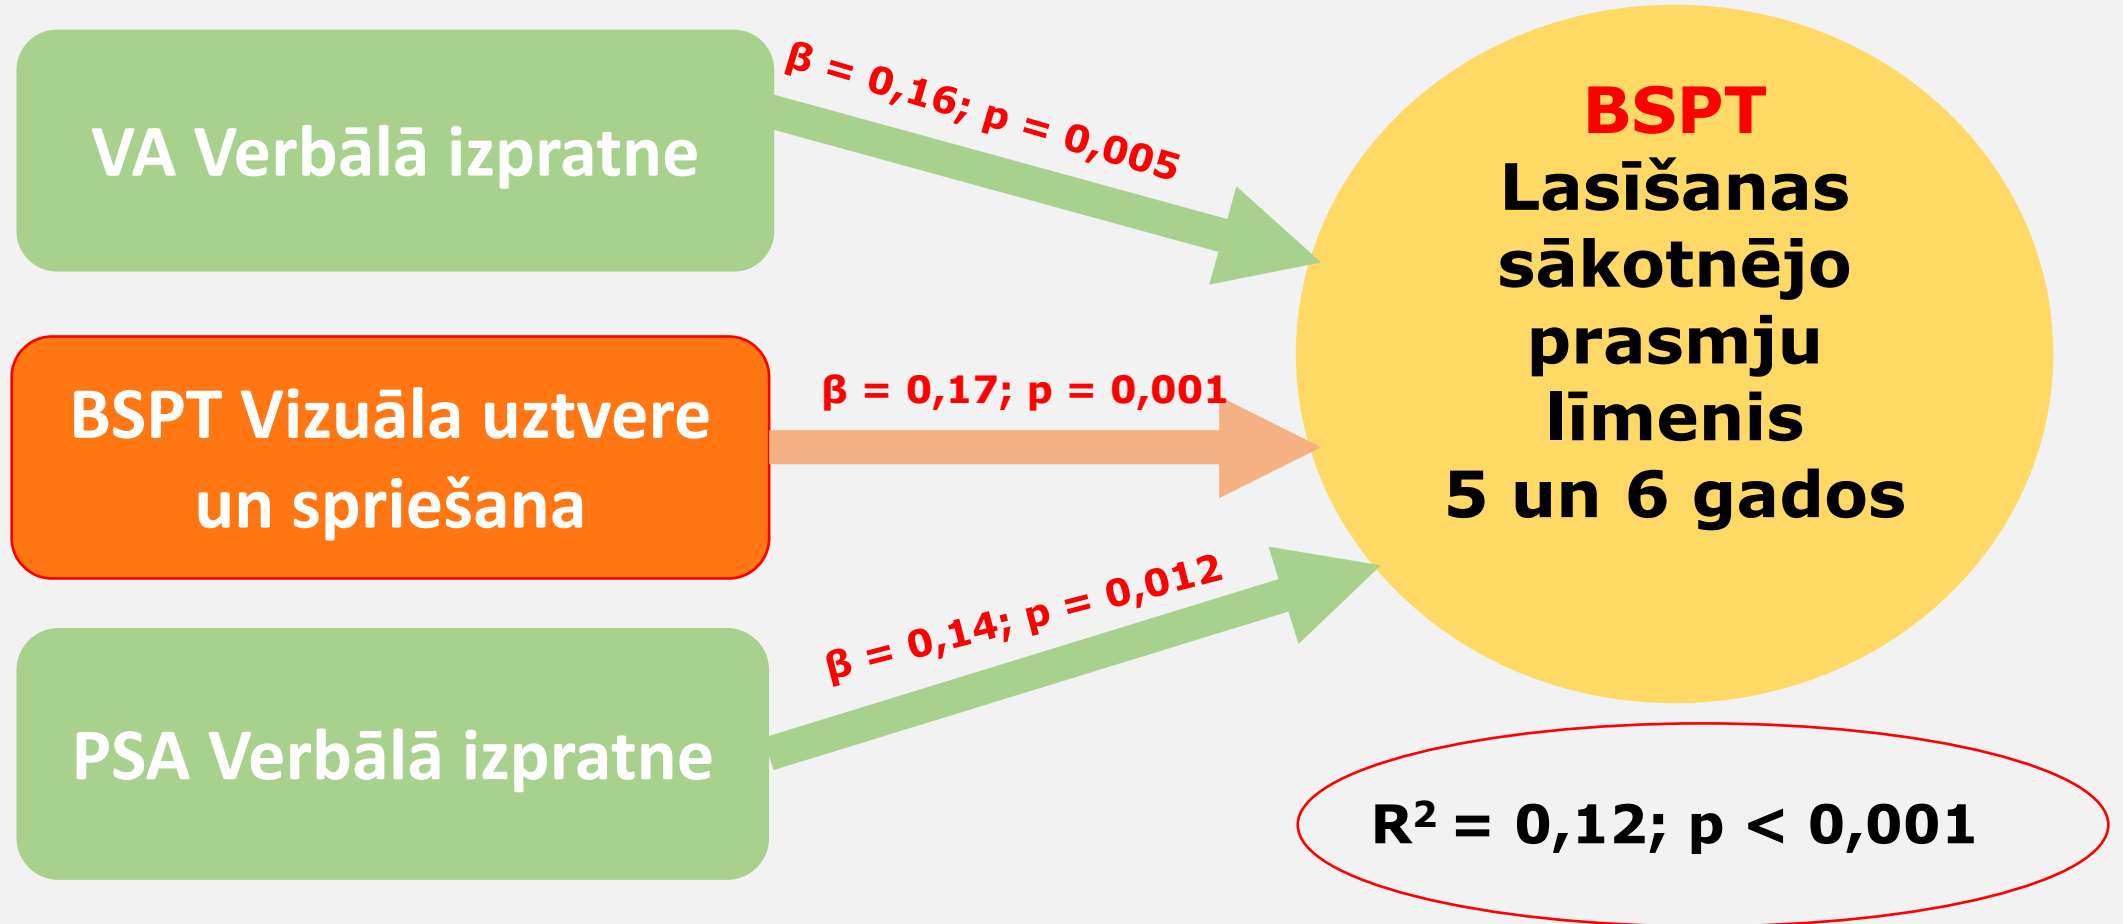 VA Verbālā izpratne
β = 0,16; p = 0,005
BSPT Vizuāla uztvere
un spriešana
β = 0,17; p = 0,001
PSA Verbālā izpratne
β = 0,14; p = 0,012
BSPT
Lasīšanas
sākotnējo
prasmju
līmenis
5 un 6 gados
R² = 0,12; p < 0,001